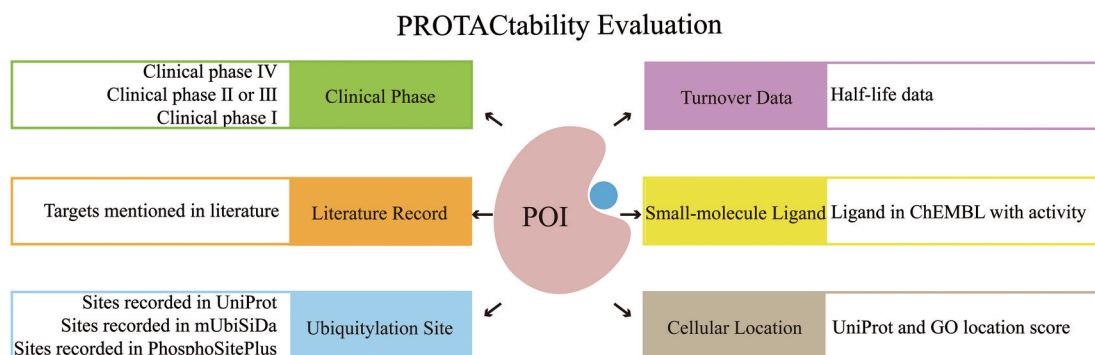 PROTACtability Evaluation
Clinical phase IV
Clinical phase II or III
Clinical phase I
Clinical Phase
Turnover Data
Half-life data
Targets mentioned in literature
Literature Record
POI
Small-molecule Ligand
Ligand in ChEMBL with activity
Sites recorded in UniProt
Sites recorded in mUbiSiDa
Sites recorded in PhosphoSitePlus
Ubiquitylation Site
Cellular Location
UniProt and GO location score